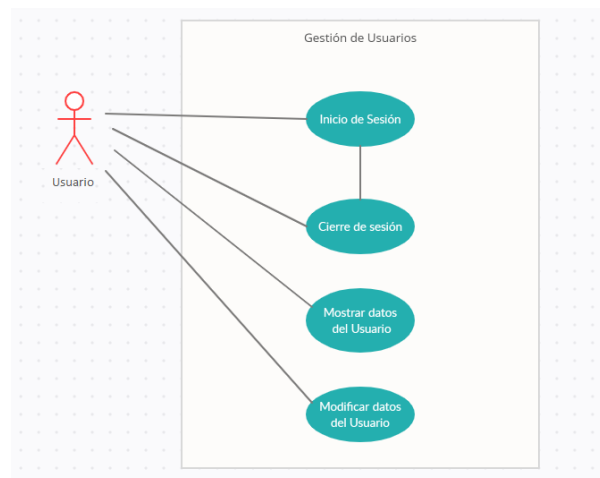 Gestión de Usuarios
Inicio de Sesión
Usuario
Cierre de sesión
Mostrar datos
del Usuario
Modificar datos
del Usuario